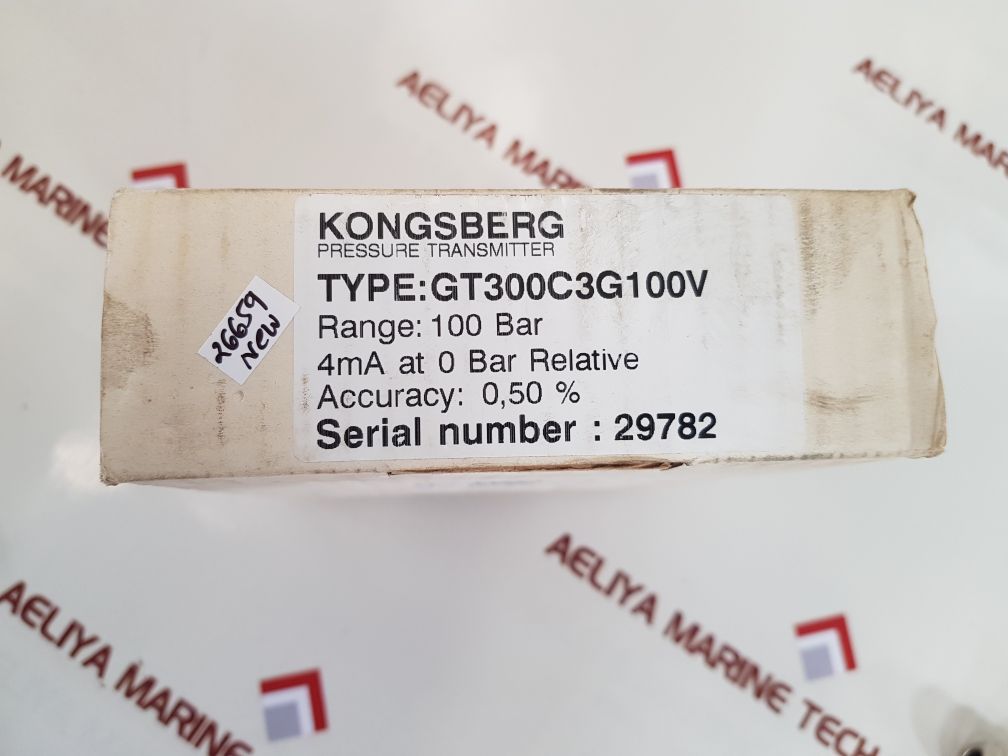 AELIYA MARINE
AELIYA MARINE TECH
MARINE
KONGSBERG
PRESSURE TRANSMITTER
TYPE:GT300C3G100V
Range: 100 Bar
4mA at 0 Bar Relative
Accuracy: 0,50 %
Serial number : 29782
26659
NEW
AELIYA MARINE
AELIYA MARINE TECH